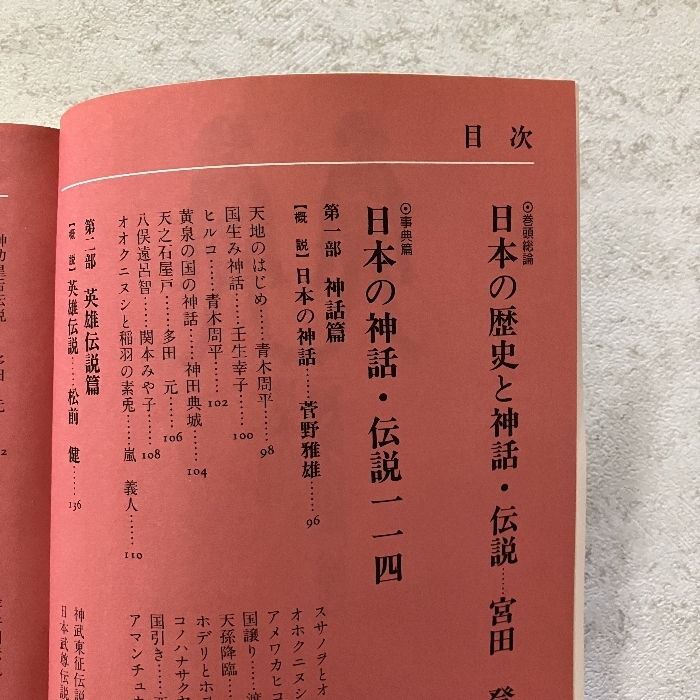 目次
巻頭総論
日本の歴史と神話・伝説……宮田 登
事典篇
日本の神話・伝説一一四
第一部 神話篇
【概説】日本の神話……菅野雅雄……96
天地のはじめ……青木周平……98
国生み神話……壬生幸子……100
ヒルコ……青木周平……102
黄泉の国の神話……神田典城……104
天之石屋戸……多田 元……106
八俣遠呂智……関本みや子……108
オオクニヌシと稲羽の素兎……嵐 義人……110
スサノヲとオ
オホクニヌシ
アメワカヒコ
国譲り……渡
天孫降臨……
ホデリとホス
コノハナサクヤ
国引き……
アマンチュ
第二部 英雄伝説篇
【概説】英雄伝説……松前 健……136
神武東征伝説
日本武尊伝説
神功皇后伝説